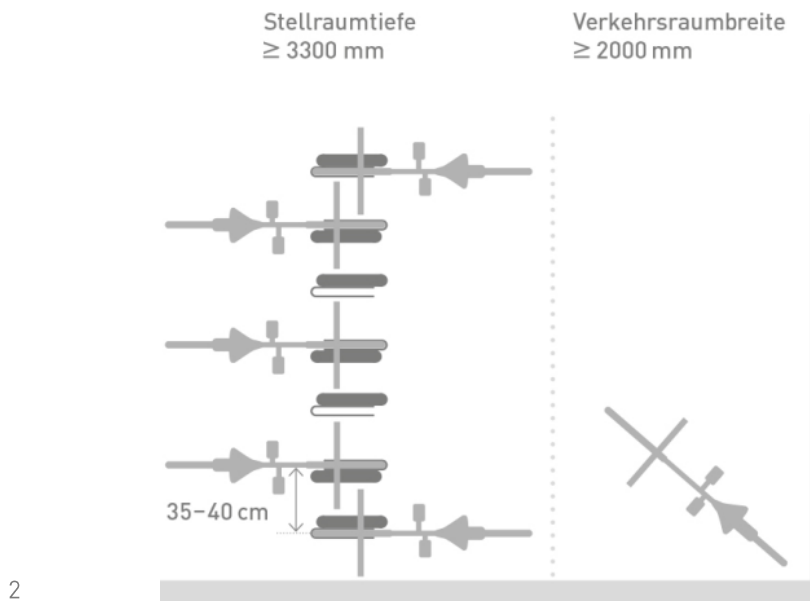 Stellraumtiefe
≥ 3300 mm
Verkehrsraumbreite
≥ 2000 mm
35–40 cm
2